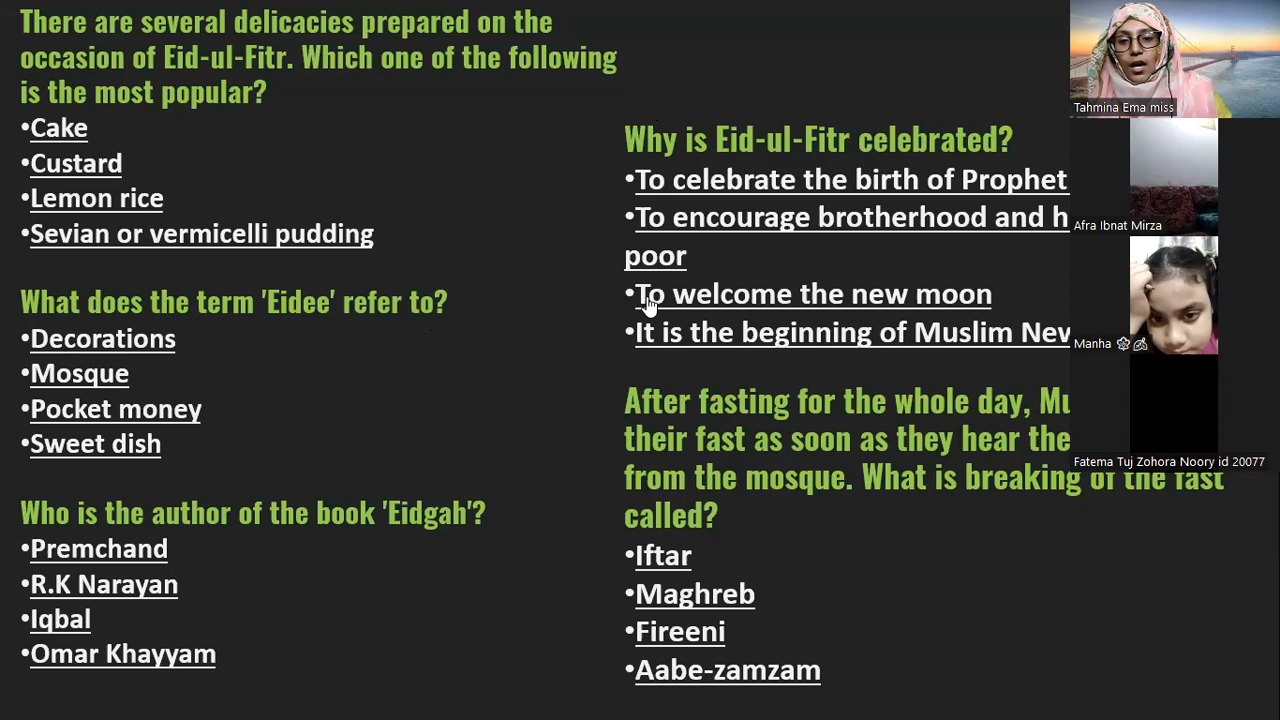 There are several delicacies prepared on the
occasion of Eid-ul-Fitr. Which one of the following
is the most popular?
•Cake
•Custard
•Lemon rice
•Sevian or vermicelli pudding
What does the term 'Eidee' refer to?
•Decorations
•Mosque
•Pocket money
•Sweet dish
Who is the author of the book 'Eidgah'?
•Premchand
•R.K Narayan
•Iqbal
•Omar Khayyam
Why is Eid-ul-Fitr celebrated?
•To celebrate the birth of Prophet
•To encourage brotherhood and
poor
•To welcome the new moon
•It is the beginning of Muslim
After fasting for the whole day,
their fast as soon as they hear the
from the mosque. What is breaking of the fast
called?
•Iftar
•Maghreb
•Fireeni
•Aabe-zamzam
Tahmina Ema miss
Afra Ibnat Mirza
Manha
Fatema Tuj Zohora Noory id 20077